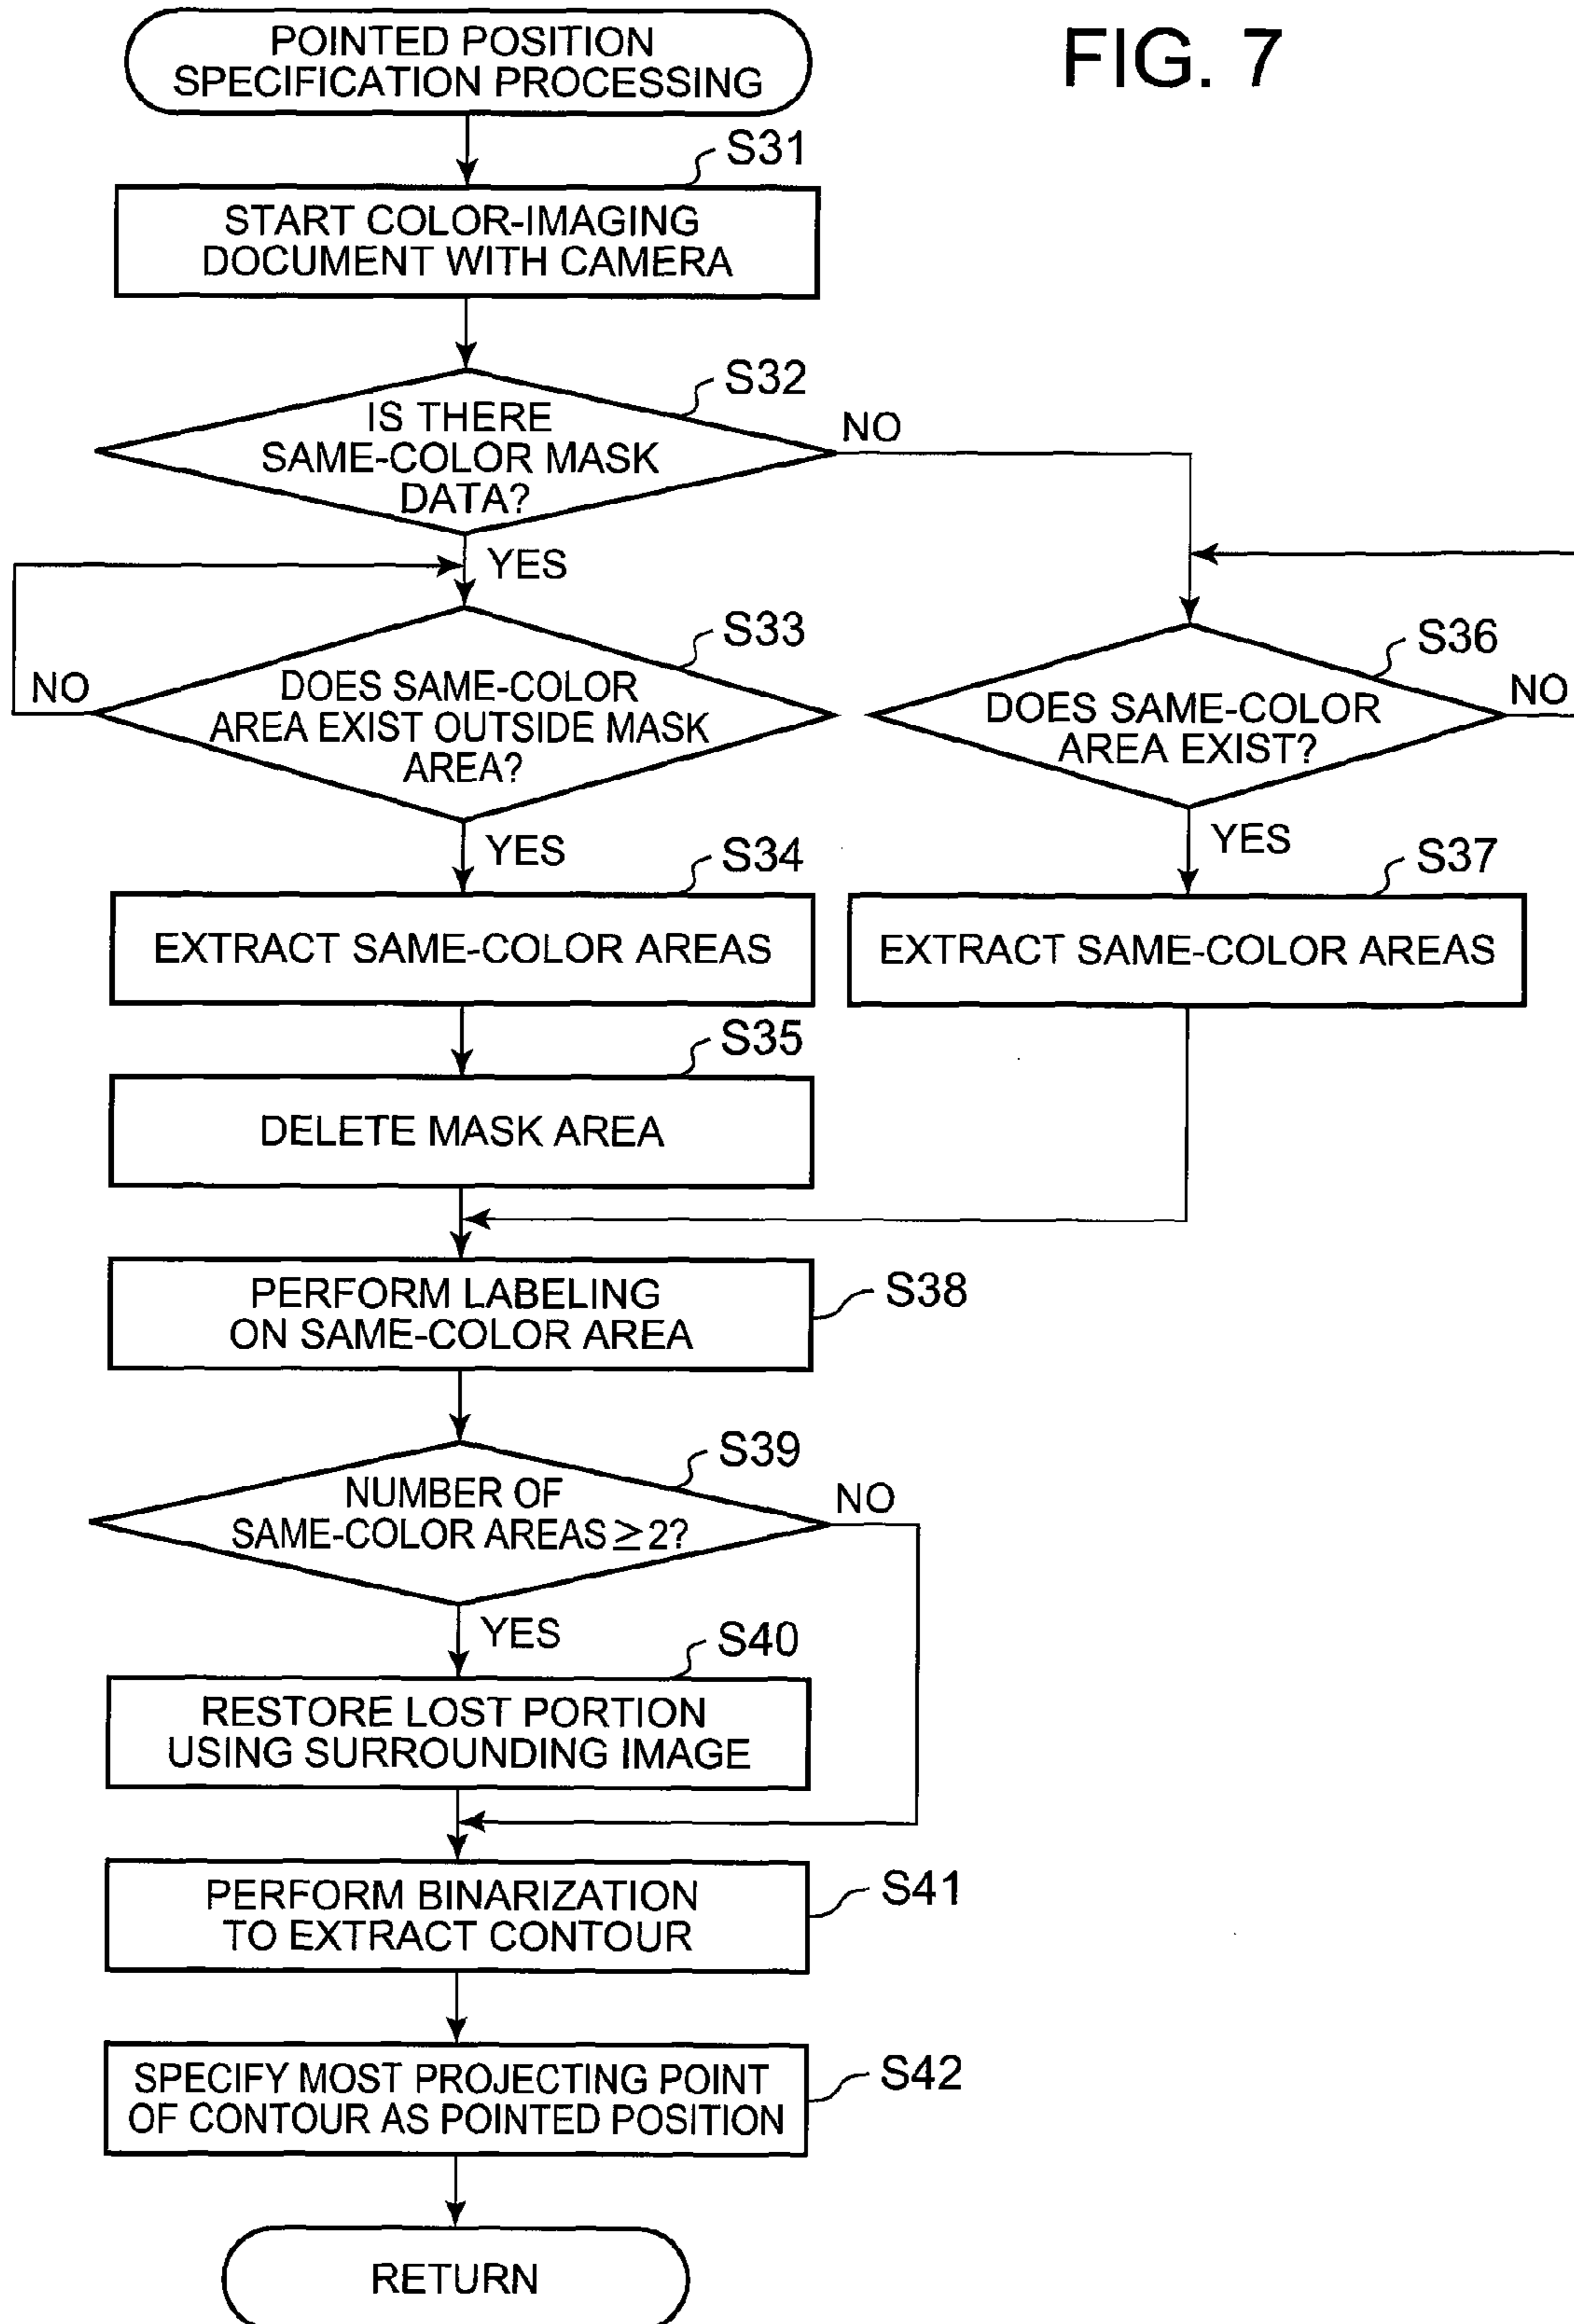 POINTED POSITION
SPECIFICATION PROCESSING
FIG. 7
S31
START COLOR-IMAGING
DOCUMENT WITH CAMERA
S32
IS THERE
SAME-COLOR MASK
DATA?
NO
YES
S33
DOES SAME-COLOR
AREA EXIST OUTSIDE MASK
AREA?
NO
YES
S36
DOES SAME-COLOR
AREA EXIST?
NO
YES
S34
EXTRACT SAME-COLOR AREAS
S37
EXTRACT SAME-COLOR AREAS
S35
DELETE MASK AREA
PERFORM LABELING
ON SAME-COLOR AREA
S38
S39
NUMBER OF
SAME-COLOR AREAS ≥ 2?
NO
YES
S40
RESTORE LOST PORTION
USING SURROUNDING IMAGE
PERFORM BINARIZATION
TO EXTRACT CONTOUR
S41
SPECIFY MOST PROJECTING POINT
OF CONTOUR AS POINTED POSITION
S42
RETURN